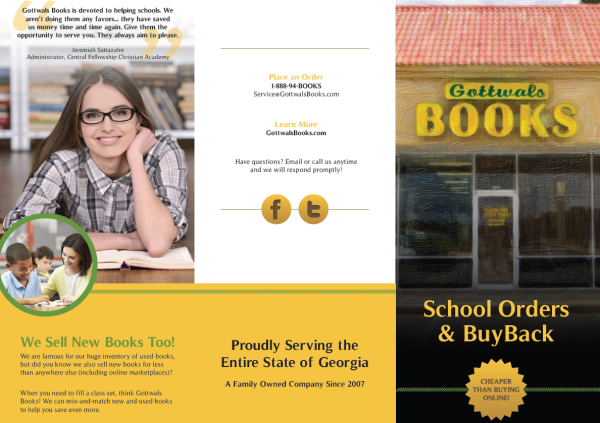 Gottwals Books is devoted to helping schools. We
aren't doing them any favors... they have saved
us money time and time again. Give them the
opportunity to serve you. They always aim to please.
Jeremiah Sattazahn
Administrator, Central Fellowship Christian Academy
We Sell New Books Too!
We are famous for our huge inventory of used books,
but did you know we also sell new books for less
than anywhere else (including online marketplaces)?
When you need to fill a class set, think Gottwals
Books! We can mix-and-match new and used books
to help you save even more.
Place an Order
1-888-94-BOOKS
Service@GottwalsBooks.com
Learn More
GottwalsBooks.com
Have questions? Email or call us anytime
and we will respond promptly!
f t
Proudly Serving the
Entire State of Georgia
A Family Owned Company Since 2007
Gottwals
BOOKS
School Orders
& BuyBack
CHEAPER
THAN BUYING
ONLINE!